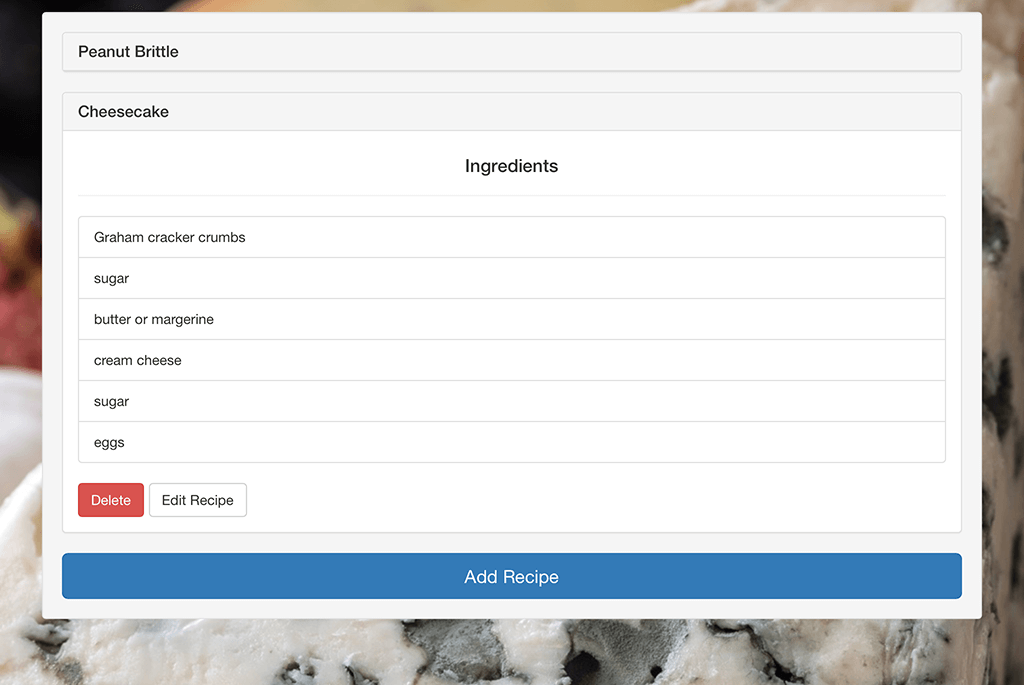 Peanut Brittle
Cheesecake
Ingredients
Graham cracker crumbs
sugar
butter or margerine
cream cheese
sugar
eggs
Delete Edit Recipe
Add Recipe